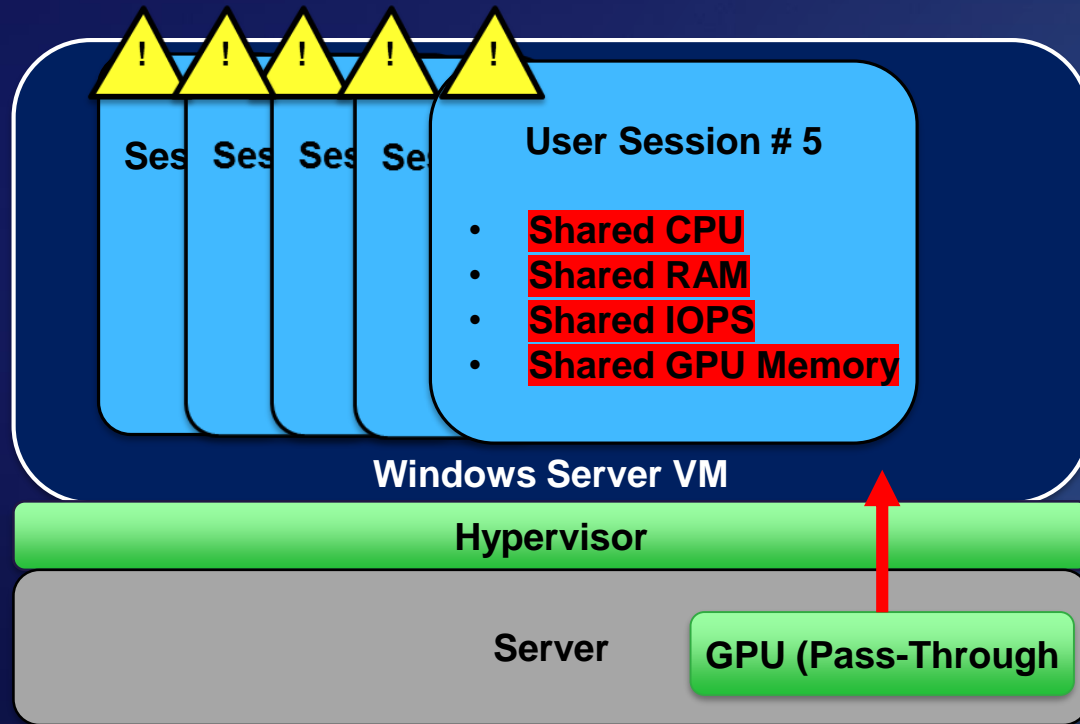 ! ! ! ! !
Ses Ses Ses Ses User Session # 5
• Shared CPU
• Shared RAM
• Shared IOPS
• Shared GPU Memory
Windows Server VM
Hypervisor
Server
GPU (Pass-Through